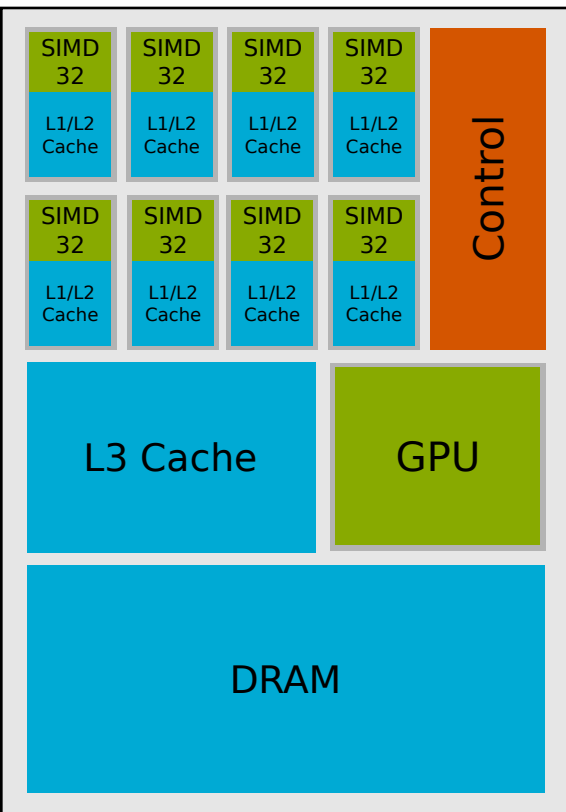 SIMD
32
L1/L2
Cache
SIMD
32
L1/L2
Cache
SIMD
32
L1/L2
Cache
SIMD
32
L1/L2
Cache
Control
SIMD
32
L1/L2
Cache
SIMD
32
L1/L2
Cache
SIMD
32
L1/L2
Cache
SIMD
32
L1/L2
Cache
L3 Cache
GPU
DRAM